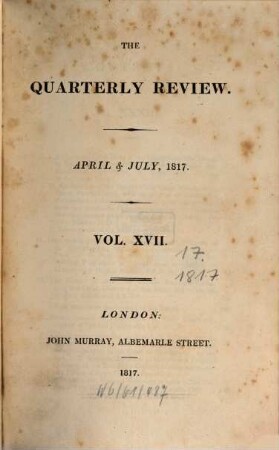 THE
QUARTERLY REVIEW.
APRIL & JULY, 1817.
VOL. XVII.
17.
1817
LONDON:
JOHN MURRAY, ALBEMARLE STREET.
1817.